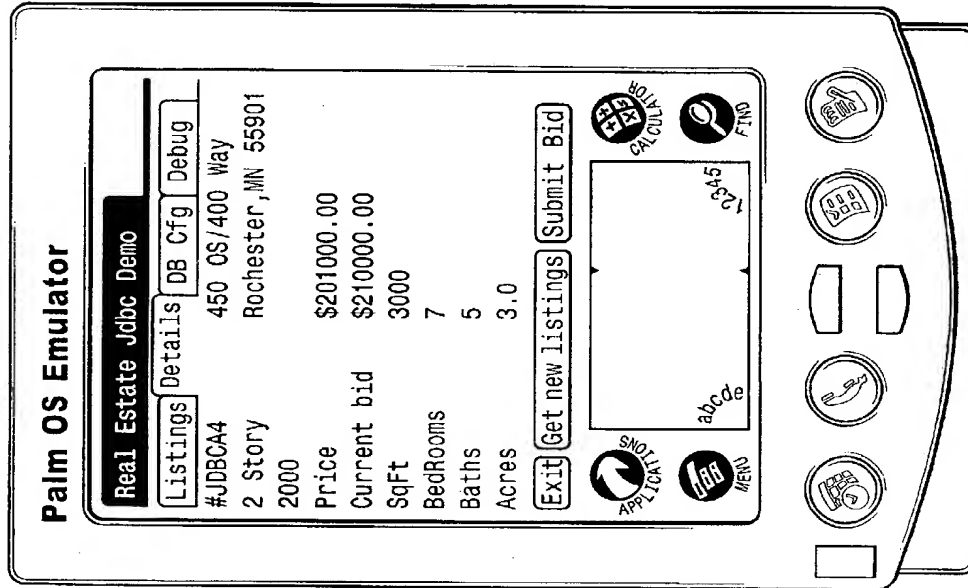 Palm OS Emulator
Real Estate Jdbc Demo
Listings Details DB Cfg Debug
#JDBCA4 450 OS/400 Way
2 Story Rochester,MN 55901
2000
Price $201000.00
Current bid $210000.00
SqFt 3000
BedRooms 7
Baths 5
Acres 3.0
Exit Get new listings Submit Bid
APPLICATIONS
CALCULATOR
MENU
abcde
12345
FIND